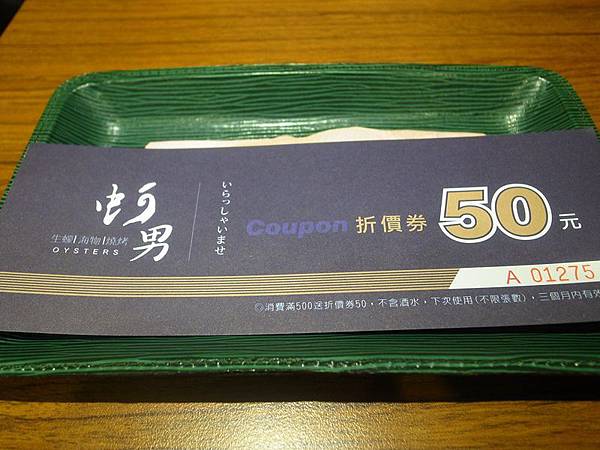 蚵男
生蠔|海物|燒烤
OYSTERS
いらっしゃいませ
Coupon 折價券 50元
A 01275
◎消費滿500送折價券50,不含酒水,下次使用(不限張數),三個月內有效